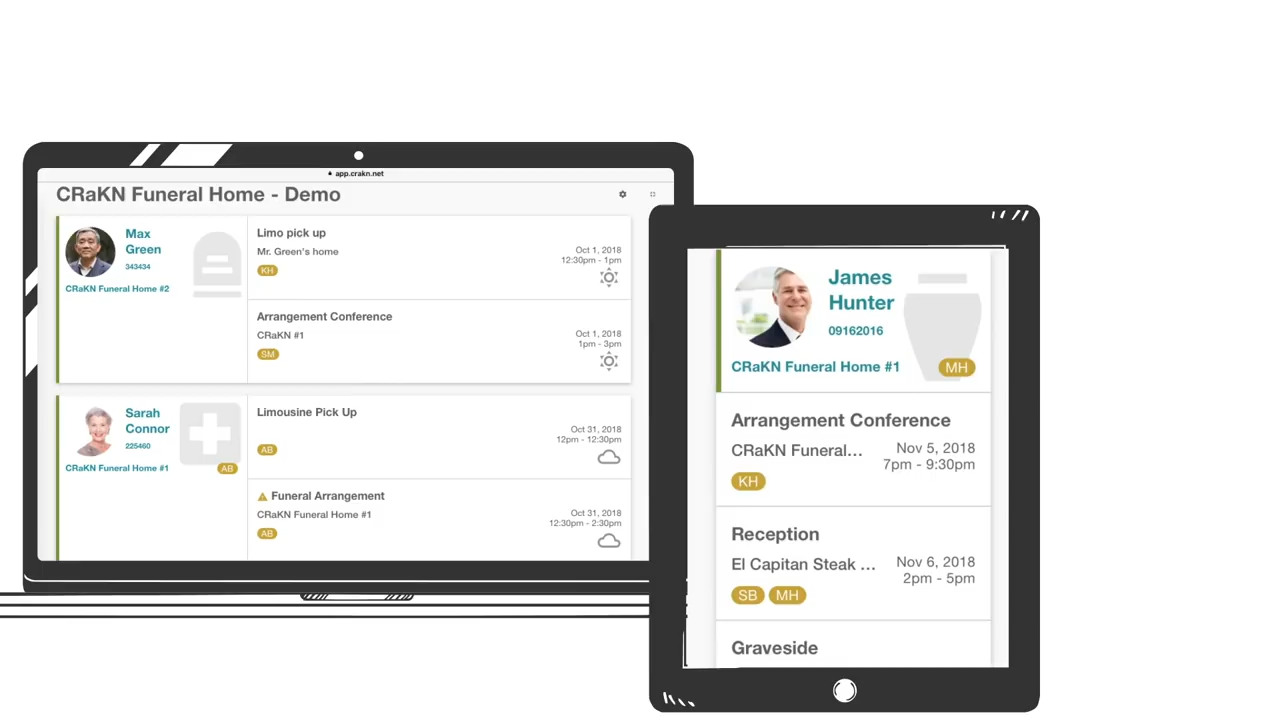 app.crakn.net
CRaKN Funeral Home - Demo
Max
Green
343434
CRaKN Funeral Home #2
Limo pick up
Mr. Green's home
KH
Oct 1, 2018
12:30pm - 1pm
Arrangement Conference
CRaKN #1
SM
Oct 1, 2018
1pm - 3pm
Sarah
Connor
225460
CRaKN Funeral Home #1
AB
Limousine Pick Up
AB
Oct 31, 2018
12pm - 12:30pm
Funeral Arrangement
CRaKN Funeral Home #1
AB
Oct 31, 2018
12:30pm - 2:30pm
James
Hunter
09162016
CRaKN Funeral Home #1
MH
Arrangement Conference
CRaKN Funeral...
Nov 5, 2018
7pm - 9:30pm
KH
Reception
El Capitan Steak ...
Nov 6, 2018
2pm - 5pm
SB MH
Graveside